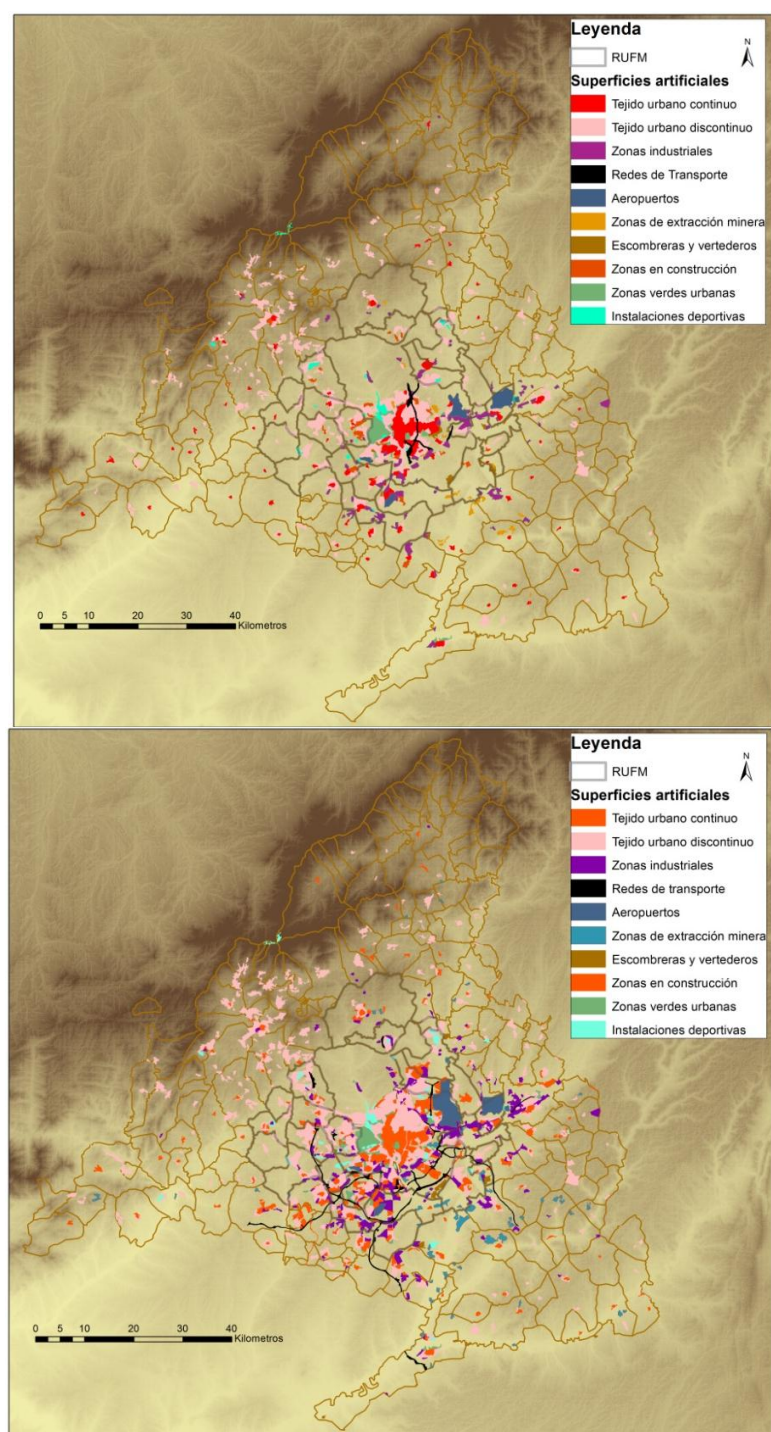 Leyenda
RUFM
N
Superficies artificiales
Tejido urbano continuo
Tejido urbano discontinuo
Zonas industriales
Redes de Transporte
Aeropuertos
Zonas de extracción minera
Escombreras y vertederos
Zonas en construcción
Zonas verdes urbanas
Instalaciones deportivas
0 5 10 20 30 40
Kilometros
Leyenda
RUFM
N
Superficies artificiales
Tejido urbano continuo
Tejido urbano discontinuo
Zonas industriales
Redes de transporte
Aeropuertos
Zonas de extracción minera
Escombreras y vertederos
Zonas en construcción
Zonas verdes urbanas
Instalaciones deportivas
0 5 10 20 30 40
Kilometros